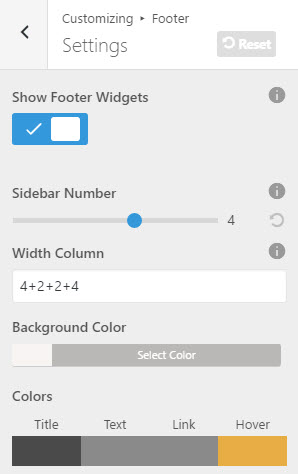 Customizing ▸ Footer
Settings
Reset
Show Footer Widgets
Sidebar Number
4
Width Column
4+2+2+4
Background Color
Select Color
Colors
Title Text Link Hover